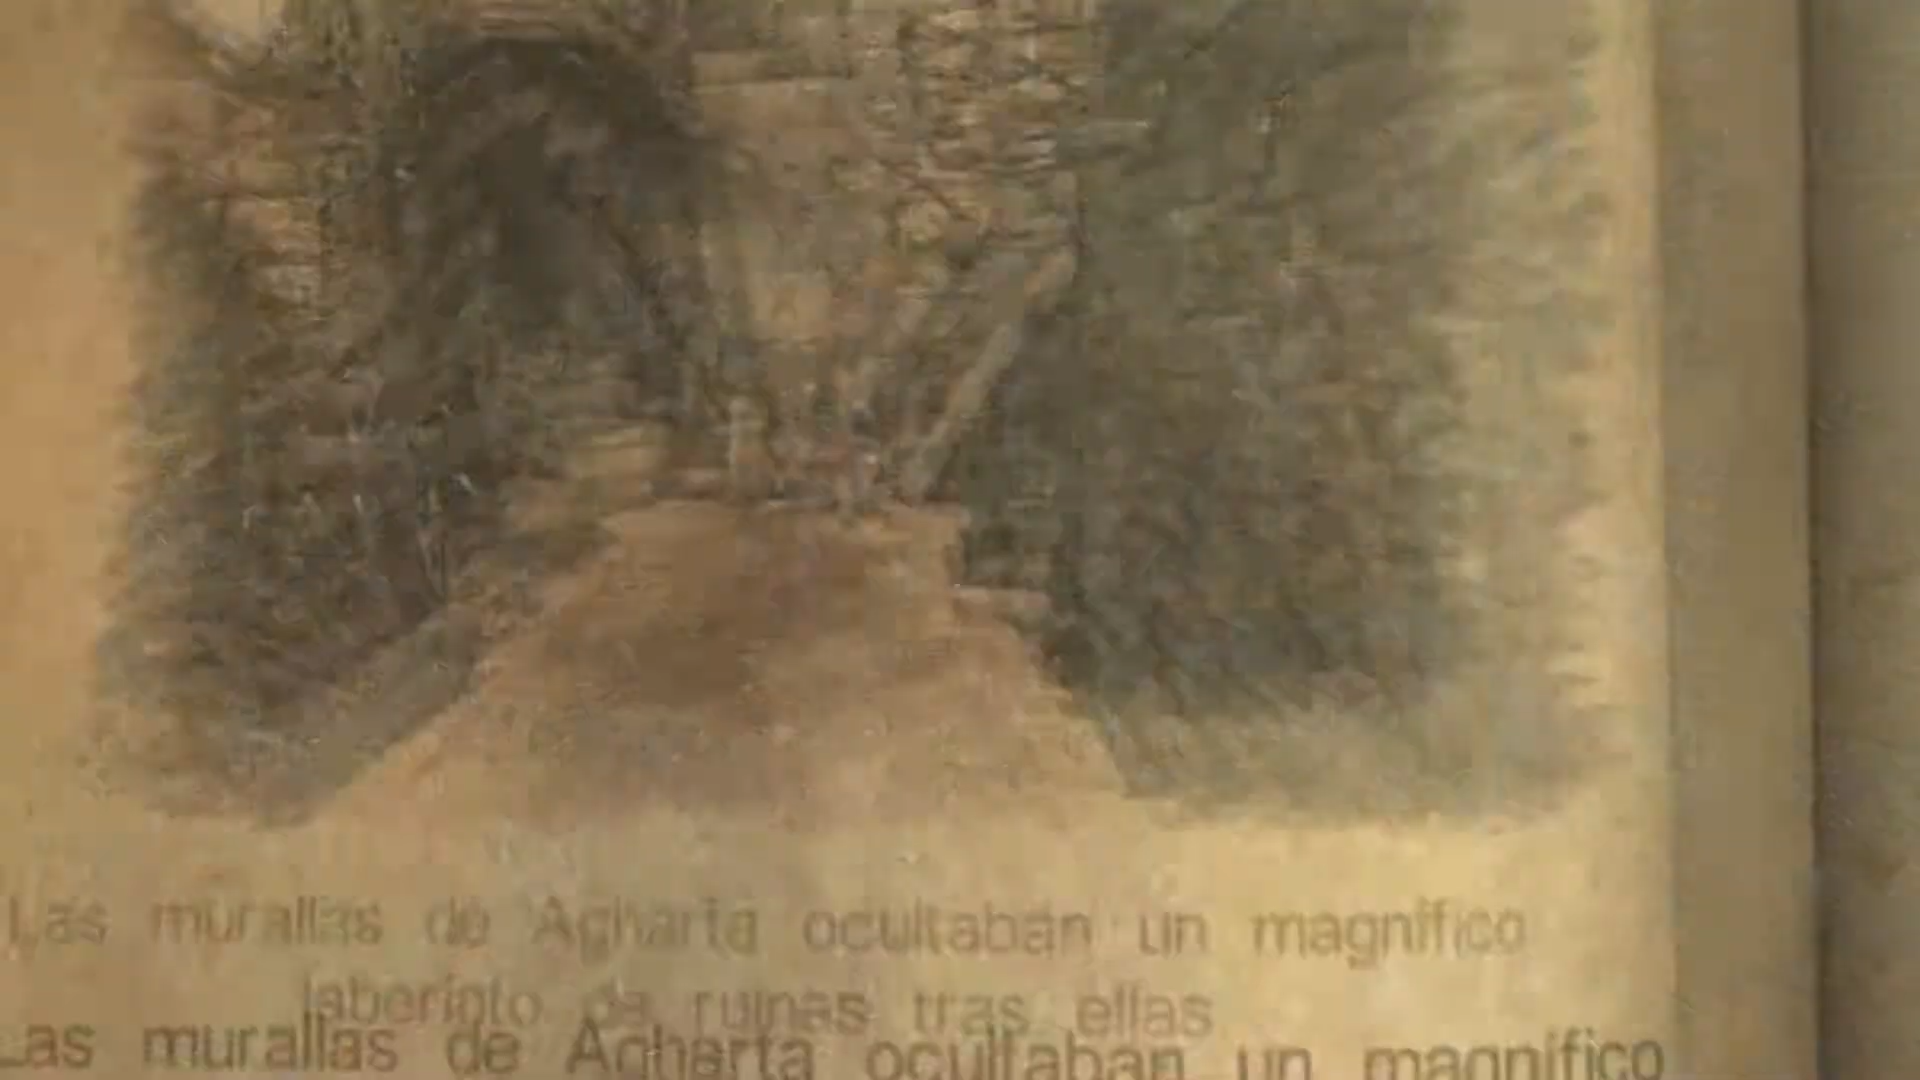 Las murallas de Agharta ocultaban un magnífico
laberinto de ruinas tras ellas
Las murallas de Agharta ocultaban un magnífico